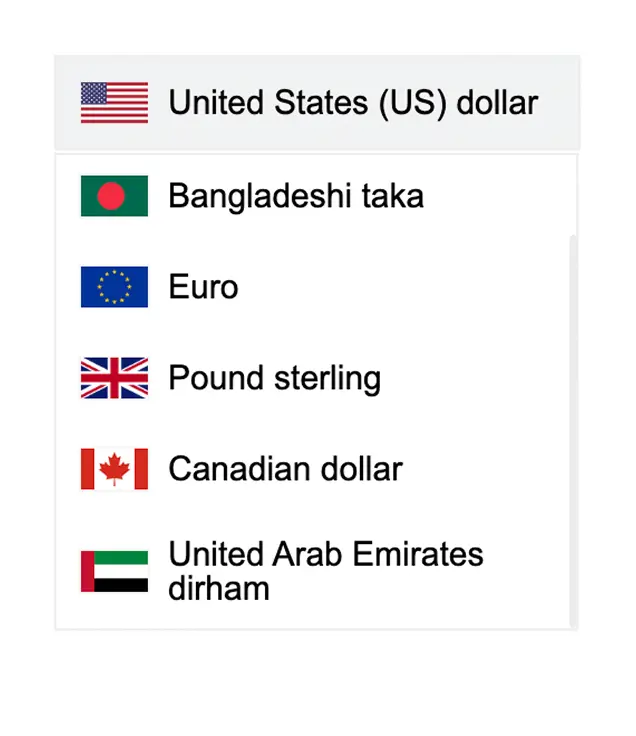 United States (US) dollar
Bangladeshi taka
Euro
Pound sterling
Canadian dollar
United Arab Emirates
dirham